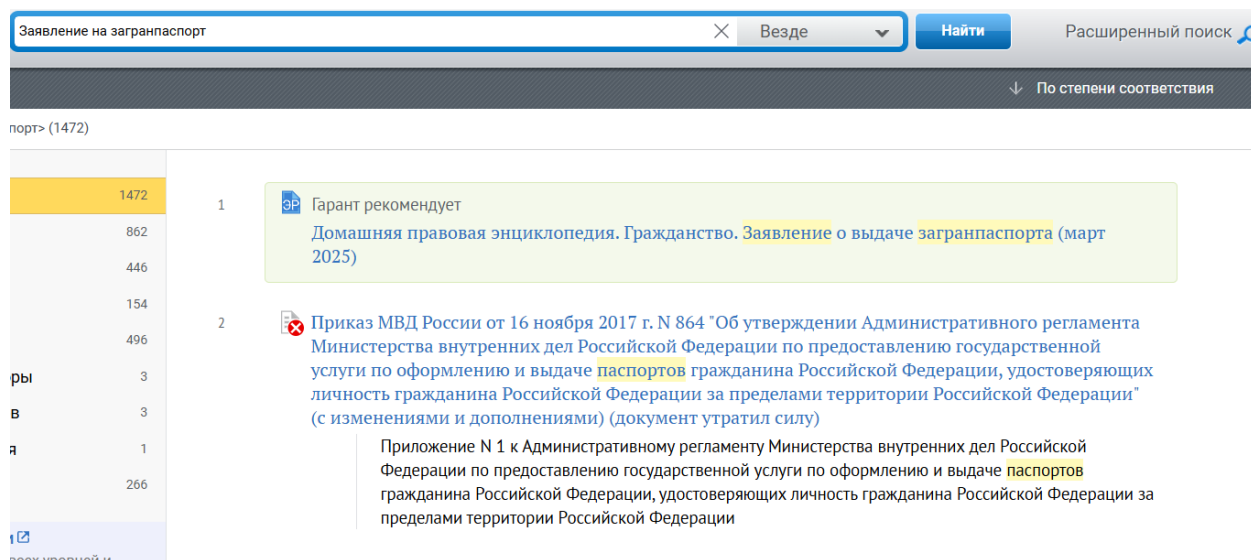 Заявление на загранпаспорт
Везде
Найти
Расширенный поиск
По степени соответствия
порт> (1472)
1472
862
446
154
496
ры 3
в 3
я 1
266
1
ЭР Гарант рекомендует
Домашняя правовая энциклопедия. Гражданство. Заявление о выдаче загранпаспорта (март
2025)
2
Приказ МВД России от 16 ноября 2017 г. N 864 "Об утверждении Административного регламента
Министерства внутренних дел Российской Федерации по предоставлению государственной
услуги по оформлению и выдаче паспортов гражданина Российской Федерации, удостоверяющих
личность гражданина Российской Федерации за пределами территории Российской Федерации"
(с изменениями и дополнениями) (документ утратил силу)
Приложение N 1 к Административному регламенту Министерства внутренних дел Российской
Федерации по предоставлению государственной услуги по оформлению и выдаче паспортов
гражданина Российской Федерации, удостоверяющих личность гражданина Российской Федерации за
пределами территории Российской Федерации